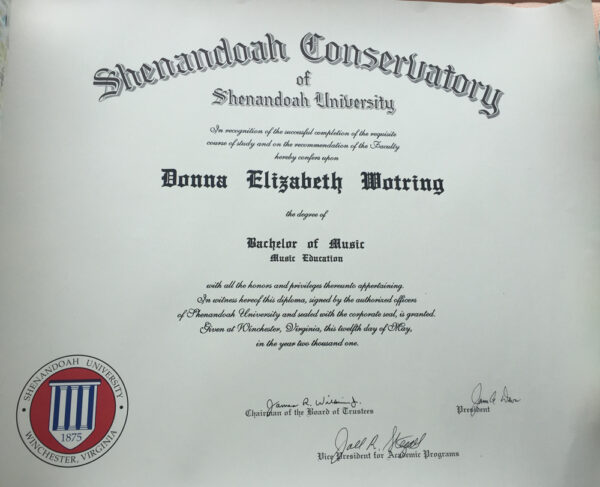 Shenandoah Conservatory
of
Shenandoah University
In recognition of the successful completion of the requisite
course of study and on the recommendation of the Faculty
hereby confers upon
Donna Elizabeth Wotring
the degree of
Bachelor of Music
Music Education
with all the honors and privileges thereunto appertaining.
In witness hereof this diploma, signed by the authorized officers
of Shenandoah University and sealed with the corporate seal, is granted.
Given at Winchester, Virginia, this twelfth day of May,
in the year two thousand one.
SHENANDOAH UNIVERSITY
1875
WINCHESTER, VIRGINIA
James R.
Chairman of the Board of Trustees
President
Vice President for Academic Programs